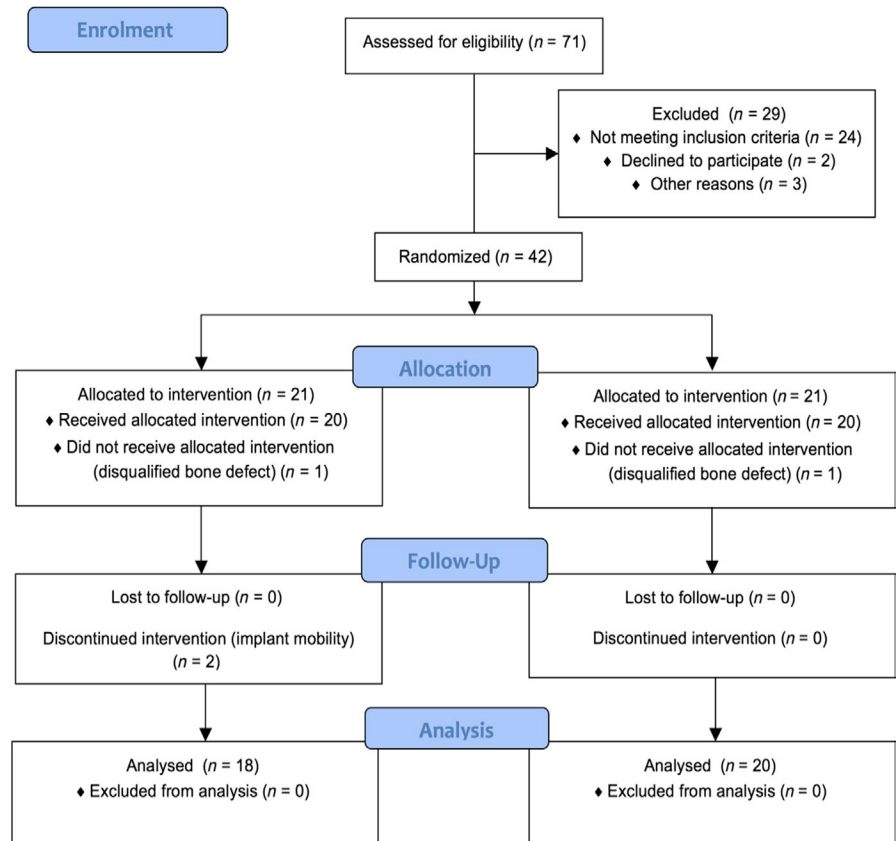 Enrolment
Assessed for eligibility (n = 71)
Excluded (n = 29)
♦ Not meeting inclusion criteria (n = 24)
♦ Declined to participate (n = 2)
♦ Other reasons (n = 3)
Randomized (n = 42)
Allocation
Allocated to intervention (n = 21)
♦ Received allocated intervention (n = 20)
♦ Did not receive allocated intervention
(disqualified bone defect) (n = 1)
Allocated to intervention (n = 21)
♦ Received allocated intervention (n = 20)
♦ Did not receive allocated intervention
(disqualified bone defect) (n = 1)
Follow-Up
Lost to follow-up (n = 0)
Discontinued intervention (implant mobility)
(n = 2)
Lost to follow-up (n = 0)
Discontinued intervention (n = 0)
Analysis
Analysed (n = 18)
♦ Excluded from analysis (n = 0)
Analysed (n = 20)
♦ Excluded from analysis (n = 0)